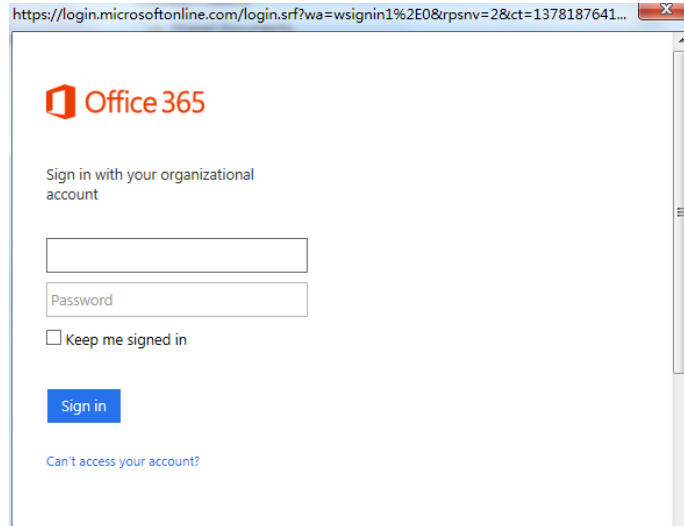 https://login.microsoftonline.com/login.srf?wa=wsignin1%2E0&rpsnv=2&ct=1378187641...
Office 365
Sign in with your organizational
account
Password
Keep me signed in
Sign in
Can't access your account?